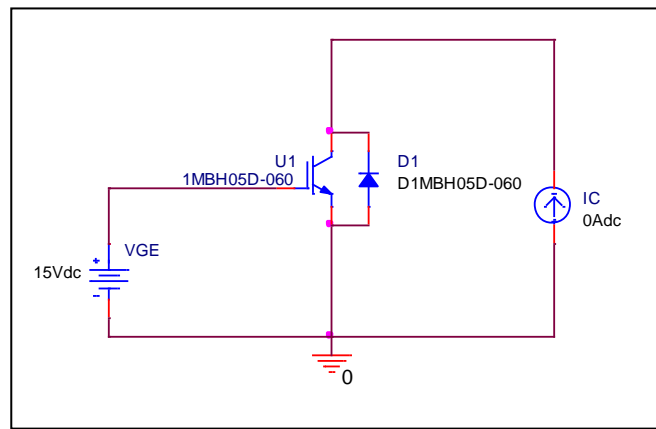 U1
1MBH05D-060
D1
D1MBH05D-060
IC
0Adc
VGE
15Vdc
+
-
0